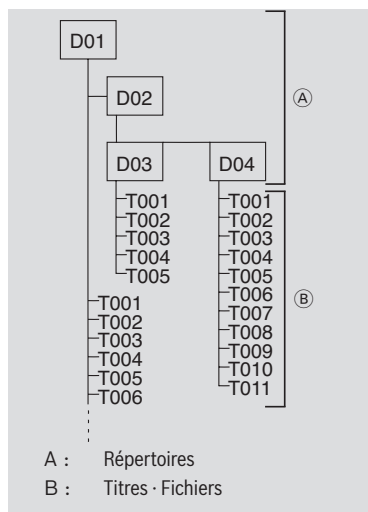 D01
D02
Ⓐ
D03 D04
T001
T002
T003
T004
T005
T001
T002
T003
T004
T005
T006
T007
T008
T009
T010
T011
Ⓑ
T001
T002
T003
T004
T005
T006
A : Répertoires
B : Titres · Fichiers